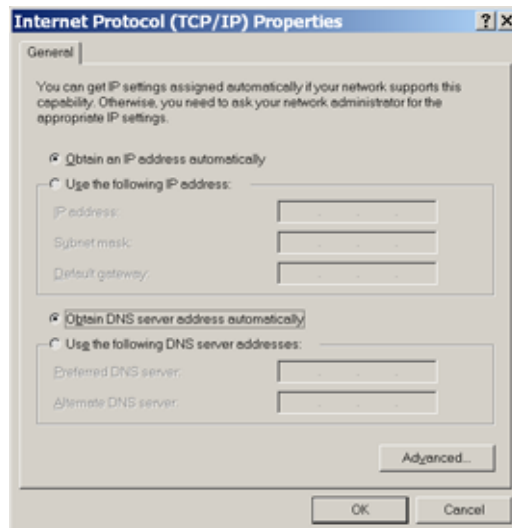 Internet Protocol (TCP/IP) Properties
General
You can get IP settings assigned automatically if your network supports this
capability. Otherwise, you need to ask your network administrator for the
appropriate IP settings.
Obtain an IP address automatically
Use the following IP address:
IP address:
Subnet mask:
Default gateway:
Obtain DNS server address automatically
Use the following DNS server addresses:
Preferred DNS server:
Alternate DNS server:
Advanced...
OK Cancel